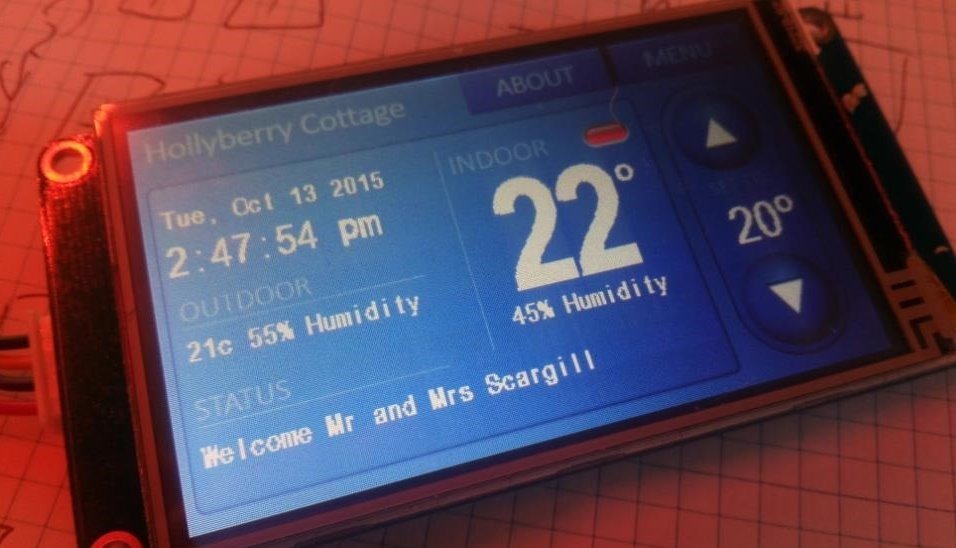 ABOUT
MENU
Hollyberry Cottage
Tue, Oct 13 2015
2:47:54 pm
OUTDOOR
21c 55% Humidity
STATUS
Welcome Mr and Mrs Scargill
INDOOR
22°
45% Humidity
20°